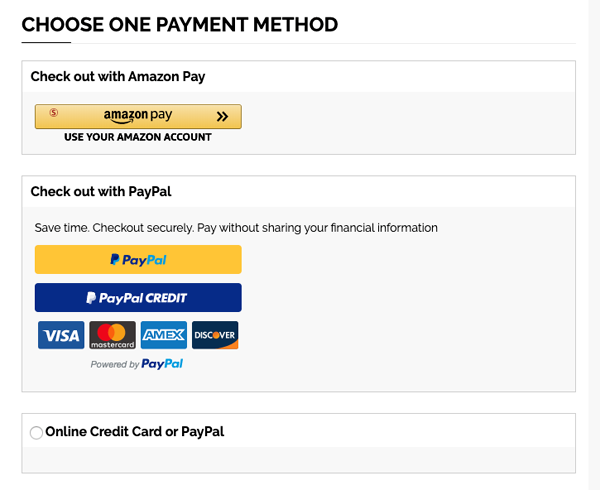 CHOOSE ONE PAYMENT METHOD
Check out with Amazon Pay
S
amazon pay
USE YOUR AMAZON ACCOUNT
Check out with PayPal
Save time. Checkout securely. Pay without sharing your financial information
P PayPal
P PayPal CREDIT
VISA mastercard AMEX DISCOVER
Powered by PayPal
Online Credit Card or PayPal